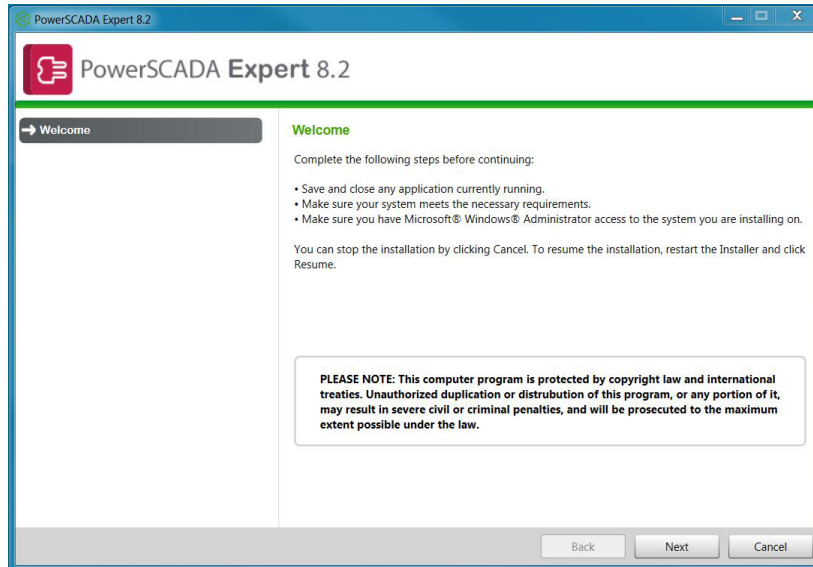 PowerSCADA Expert 8.2
PowerSCADA Expert 8.2
Welcome
Welcome
Complete the following steps before continuing:
• Save and close any application currently running.
• Make sure your system meets the necessary requirements.
• Make sure you have Microsoft® Windows® Administrator access to the system you are installing on.
You can stop the installation by clicking Cancel. To resume the installation, restart the Installer and click
Resume.
PLEASE NOTE: This computer program is protected by copyright law and international
treaties. Unauthorized duplication or distrubution of this program, or any portion of it,
may result in severe civil or criminal penalties, and will be prosecuted to the maximum
extent possible under the law.
Back Next Cancel